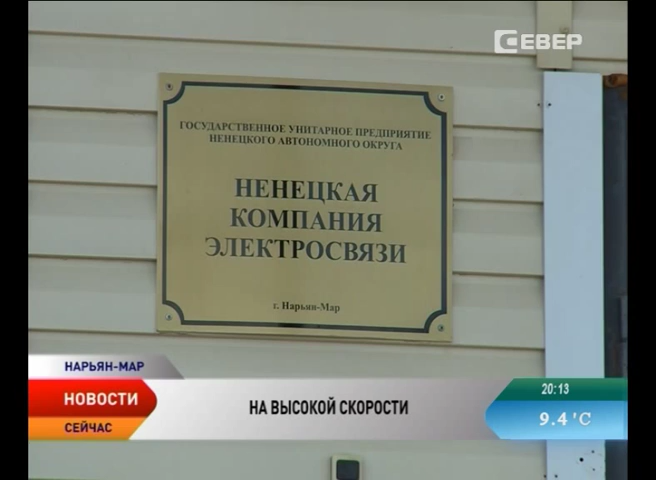 СЕВЕР
ГОСУДАРСТВЕННОЕ УНИТАРНОЕ ПРЕДПРИЯТИЕ
НЕНЕЦКОГО АВТОНОМНОГО ОКРУГА
НЕНЕЦКАЯ
КОМПАНИЯ
ЭЛЕКТРОСВЯЗИ
г. Нарьян-Мар
НАРЬЯН-МАР
НОВОСТИ
СЕЙЧАС
НА ВЫСОКОЙ СКОРОСТИ
20:13
9.4 'C